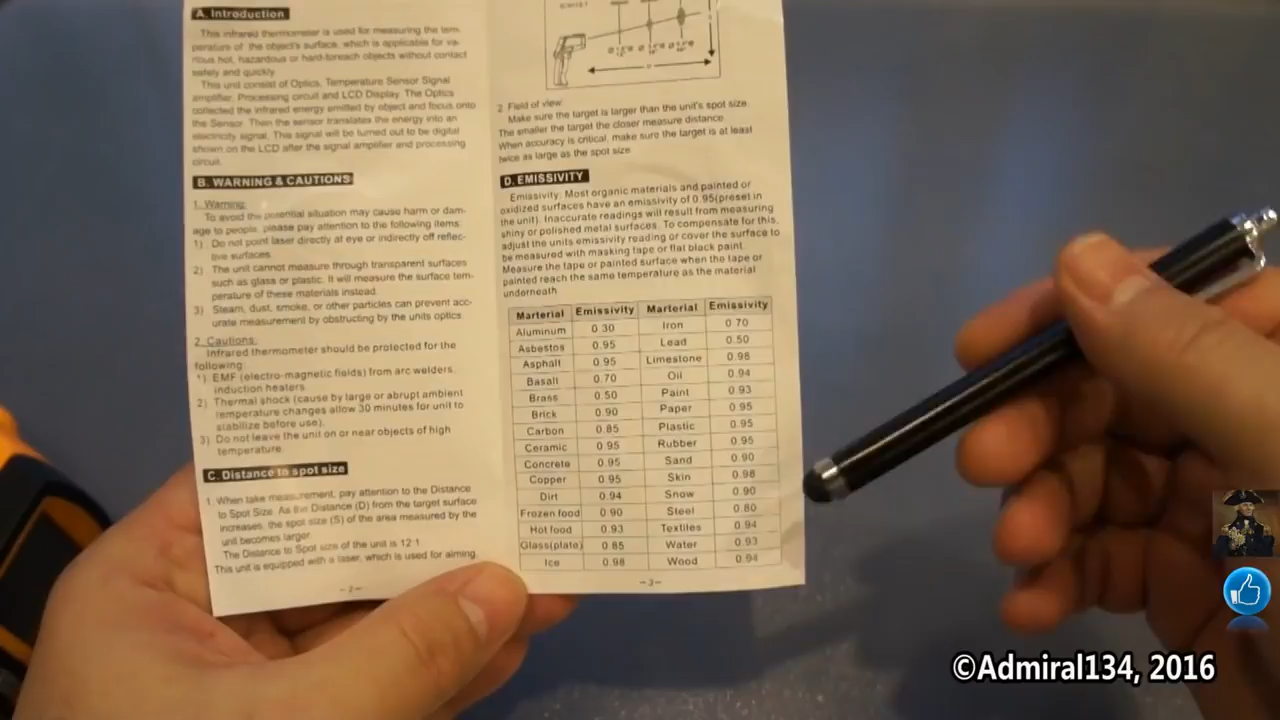 A. Introduction
This infrared thermometer is used for measuring the tem-
perature of the object's surface, which is applicable for va-
rious hot, hazardous or hard-toreach objects without contact
safely and quickly.
This unit consist of Optics, Temperature Sensor Signal
amplifier, Processing circuit and LCD Display. The Optics
collected the infrared energy emitted by object and focus onto
the Sensor. Then the sensor translates the energy into an
electricity signal. This signal will be turned out to be digital
shown on the LCD after the signal amplifier and processing
circuit.
B. WARNING & CAUTIONS
1. Warning:
To avoid the potential situation may cause harm or dam-
age to people, please pay attention to the following items:
1) Do not point laser directly at eye or indirectly off reflec-
tive surfaces.
2) The unit cannot measure through transparent surfaces
such as glass or plastic. It will measure the surface tem-
perature of these materials instead.
3) Steam, dust, smoke, or other particles can prevent acc-
urate measurement by obstructing by the units optics.
2. Cautions:
Infrared thermometer should be protected for the
following:
1) EMF (electro-magnetic fields) from arc welders,
induction heaters.
2) Thermal shock (cause by large or abrupt ambient
temperature changes allow 30 minutes for unit to
stabilize before use).
3) Do not leave the unit on or near objects of high
temperature.
C. Distance to spot size
1. When take measurement, pay attention to the Distance
to Spot Size. As the Distance (D) from the target surface
increases, the spot size (S) of the area measured by the
unit becomes larger.
The Distance to Spot size of the unit is 12:1
This unit is equipped with a laser, which is used for aiming.
-2-
2. Field of view:
Make sure the target is larger than the unit's spot size.
The smaller the target the closer measure distance.
When accuracy is critical, make sure the target is at least
twice as large as the spot size.
D. EMISSIVITY
Emissivity: Most organic materials and painted or
oxidized surfaces have an emissivity of 0.95(preset in
the unit). Inaccurate readings will result from measuring
shiny or polished metal surfaces. To compensate for this,
adjust the units emissivity reading or cover the surface to
be measured with masking tape or flat black paint.
Measure the tape or painted surface when the tape or
painted reach the same temperature as the material
underneath.
Marterial Emissivity Marterial Emissivity
Aluminum 0.30 Iron 0.70
Asbestos 0.95 Lead 0.50
Asphalt 0.95 Limestone 0.98
Basalt 0.70 Oil 0.94
Brass 0.50 Paint 0.93
Brick 0.90 Paper 0.95
Carbon 0.85 Plastic 0.95
Ceramic 0.95 Rubber 0.95
Concrete 0.95 Sand 0.90
Copper 0.95 Skin 0.98
Dirt 0.94 Snow 0.90
Frozen food 0.90 Steel 0.80
Hot food 0.93 Textiles 0.94
Glass(plate) 0.85 Water 0.93
Ice 0.98 Wood 0.94
-3-
©Admiral134, 2016